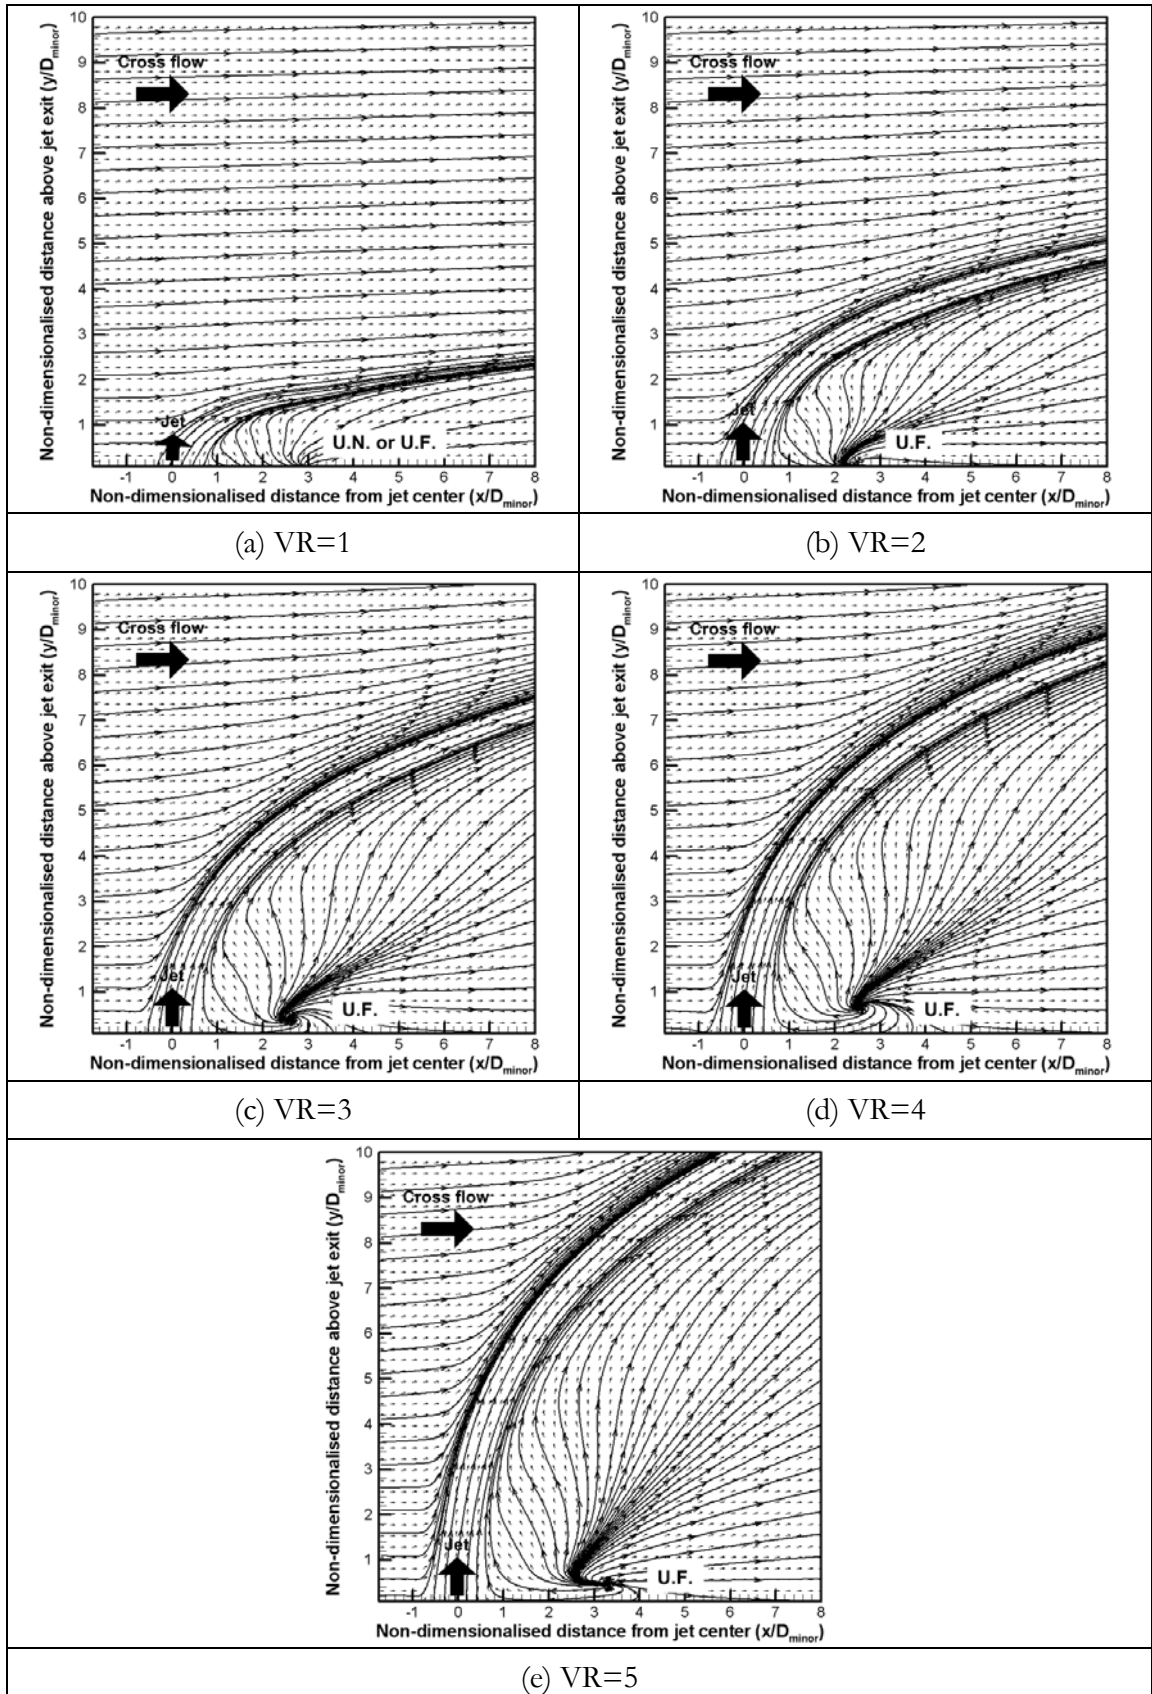 Non-dimensionalised distance above jet exit (y/Dminor)
10
9
8
7
6
5
4
3
2
1
Cross flow
Jet
U.N. or U.F.
-1 0 1 2 3 4 5 6 7 8
Non-dimensionalised distance from jet center (x/Dminor)
(a) VR=1
Non-dimensionalised distance above jet exit (y/Dminor)
10
9
8
7
6
5
4
3
2
1
Cross flow
Jet
U.F.
-1 0 1 2 3 4 5 6 7 8
Non-dimensionalised distance from jet center (x/Dminor)
(b) VR=2
Non-dimensionalised distance above jet exit (y/Dminor)
10
9
8
7
6
5
4
3
2
1
Cross flow
Jet
U.F.
-1 0 1 2 3 4 5 6 7 8
Non-dimensionalised distance from jet center (x/Dminor)
(c) VR=3
Non-dimensionalised distance above jet exit (y/Dminor)
10
9
8
7
6
5
4
3
2
1
Cross flow
Jet
U.F.
-1 0 1 2 3 4 5 6 7 8
Non-dimensionalised distance from jet center (x/Dminor)
(d) VR=4
Non-dimensionalised distance above jet exit (y/Dminor)
10
9
8
7
6
5
4
3
2
1
Cross flow
Jet
U.F.
-1 0 1 2 3 4 5 6 7 8
Non-dimensionalised distance from jet center (x/Dminor)
(e) VR=5